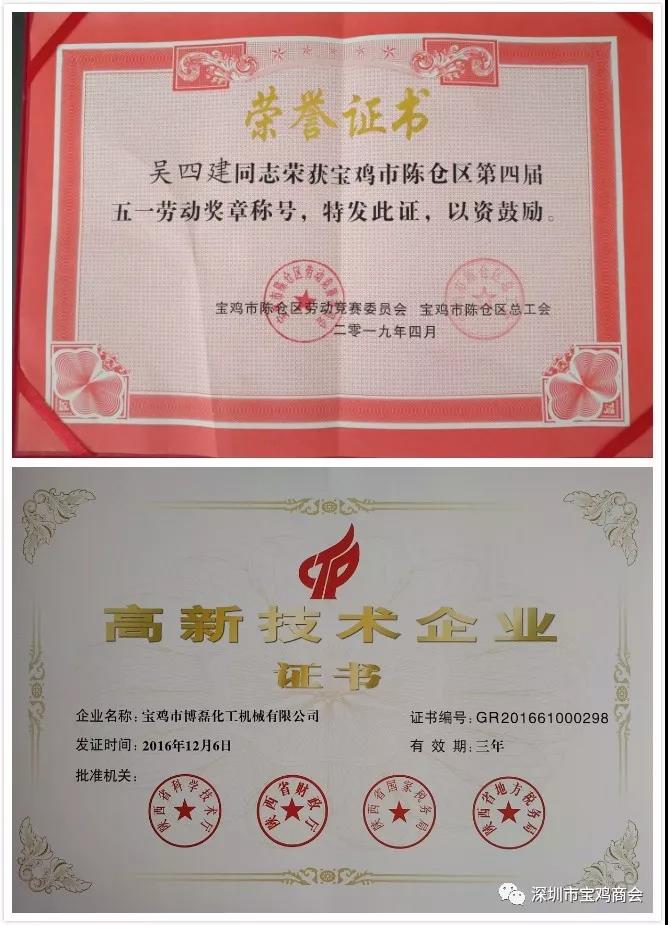 荣誉证书
吴四建同志荣获宝鸡市陈仓区第四届
五一劳动奖章称号，特发此证，以资鼓励。
宝鸡市陈仓区劳动竞赛委员会 宝鸡市陈仓区总工会
二零一九年四月
高新技术企业
证书
企业名称：宝鸡市博磊化工机械有限公司 证书编号：GR201661000298
发证时间：2016年12月6日 有 效 期：三年
批准机关：
陕西省科学技术厅 陕西省财政厅 陕西省国家税务局 陕西省地方税务局
深圳市宝鸡商会